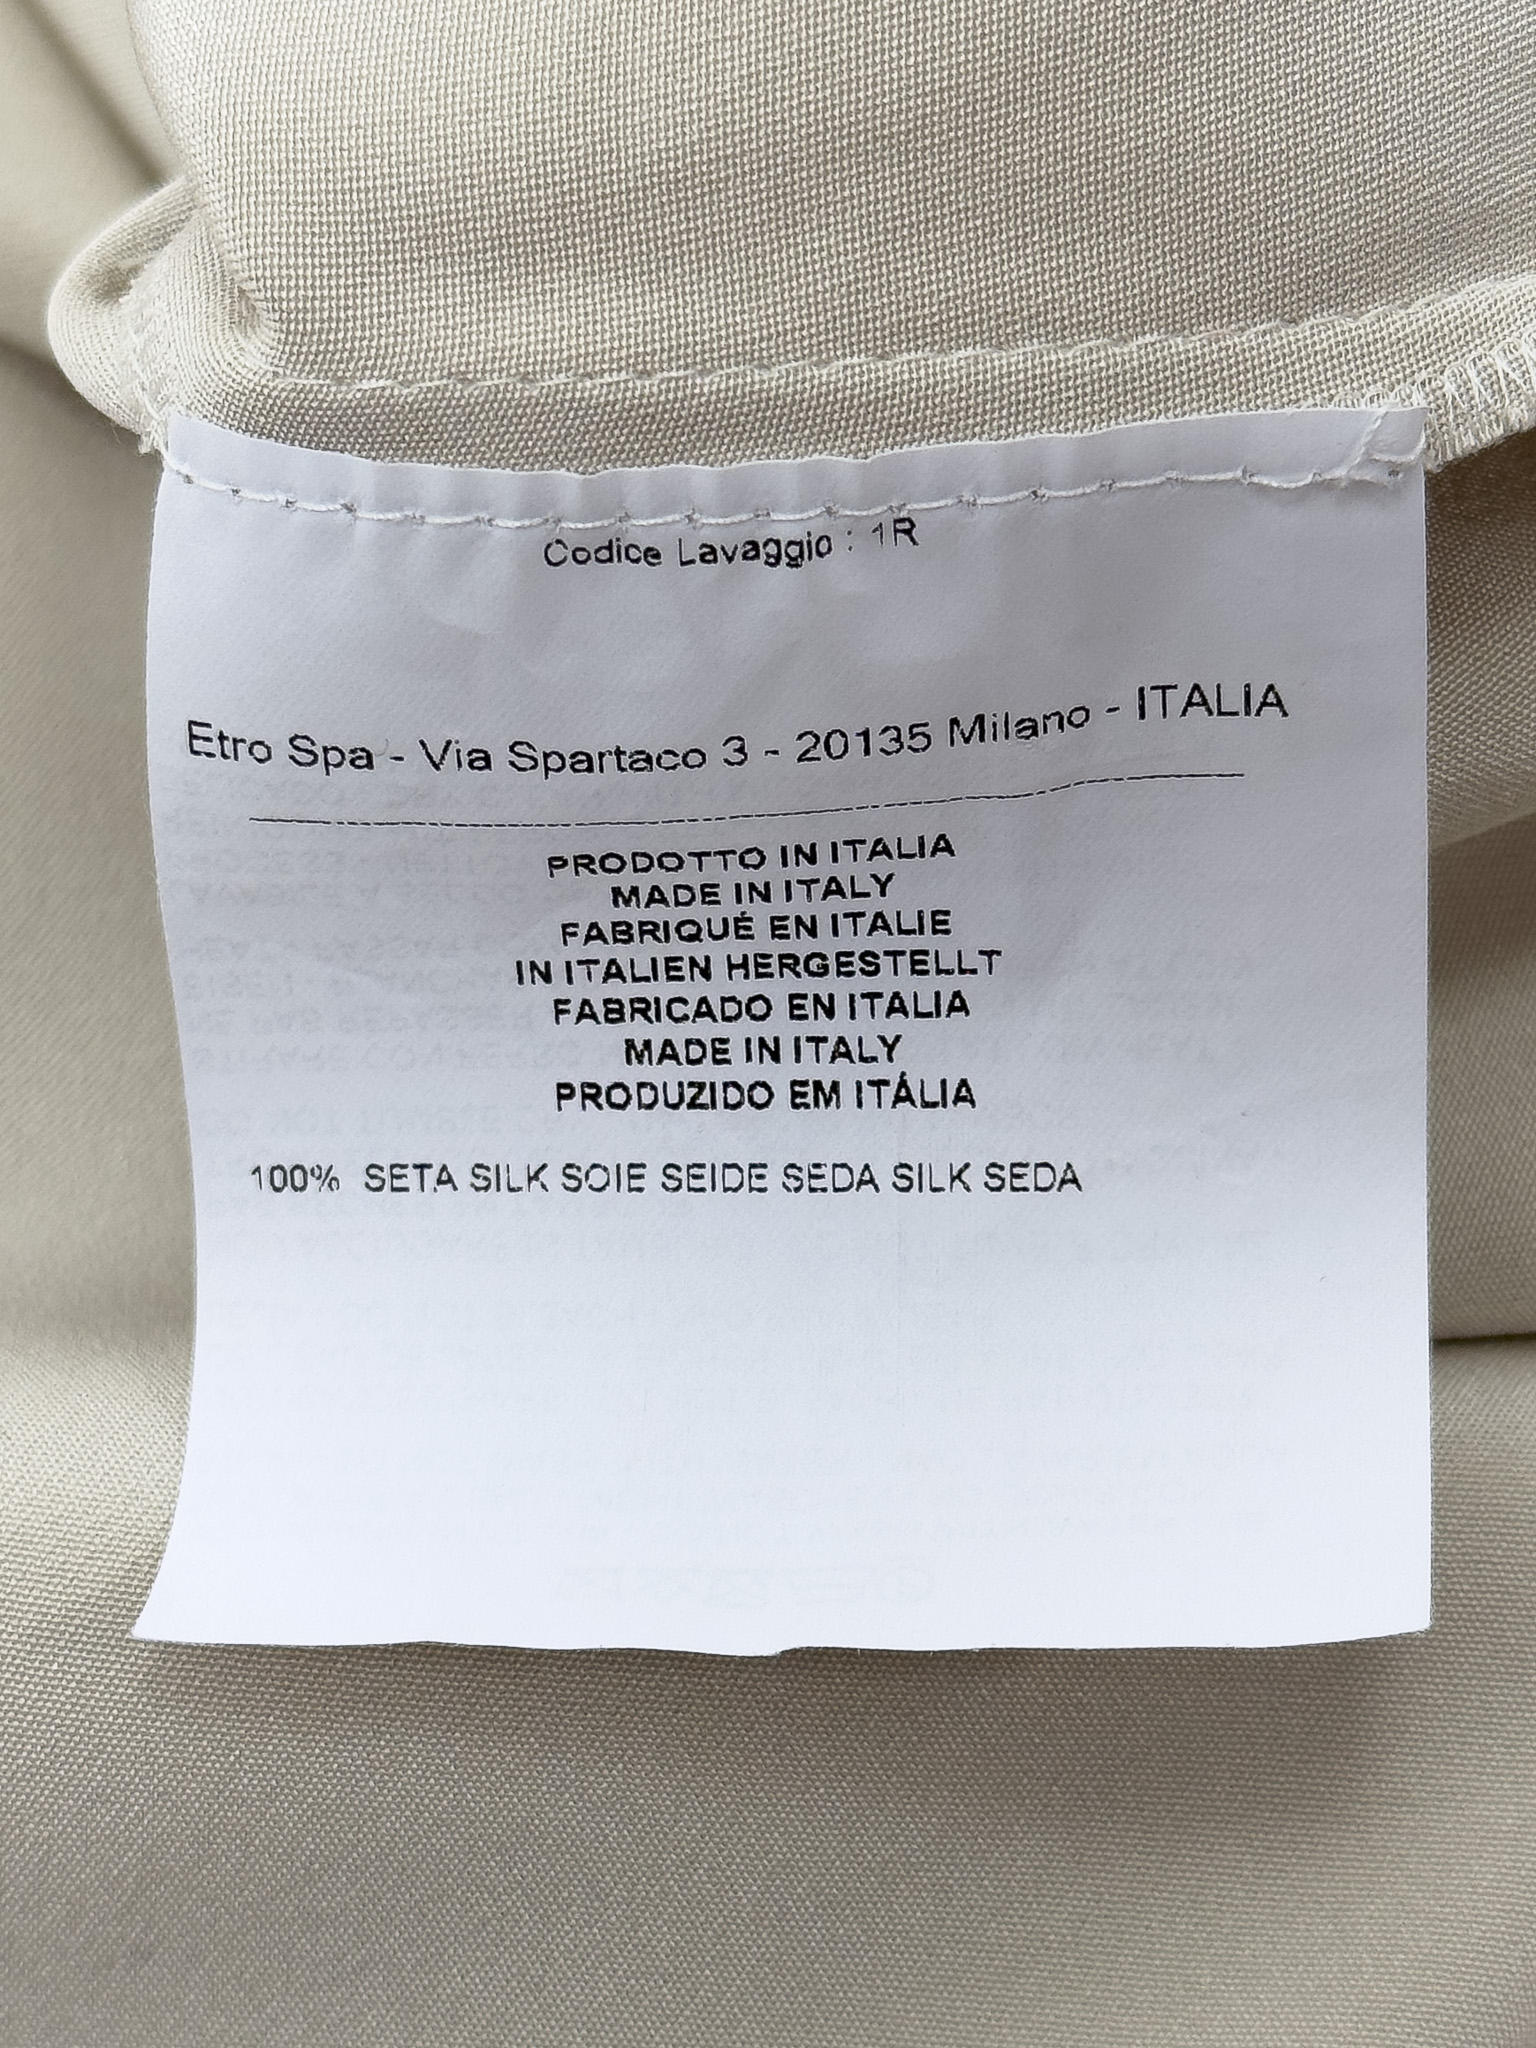 Codice Lavaggio : 1R
Etro Spa - Via Spartaco 3 - 20135 Milano - ITALIA
PRODOTTO IN ITALIA
MADE IN ITALY
FABRIQUÉ EN ITALIE
IN ITALIEN HERGESTELLT
FABRICADO EN ITALIA
MADE IN ITALY
PRODUZIDO EM ITÁLIA
100% SETA SILK SOIE SEIDE SEDA SILK SEDA